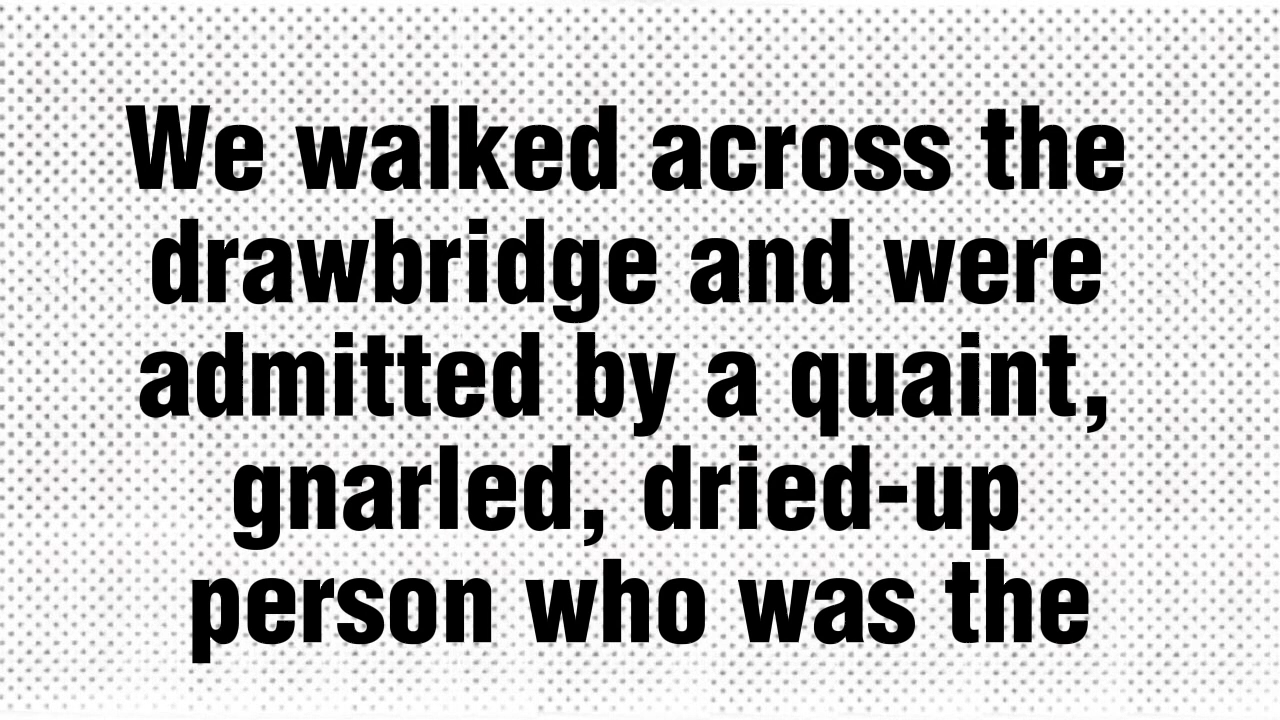 We walked across the
drawbridge and were
admitted by a quaint,
gnarled, dried-up
person who was the